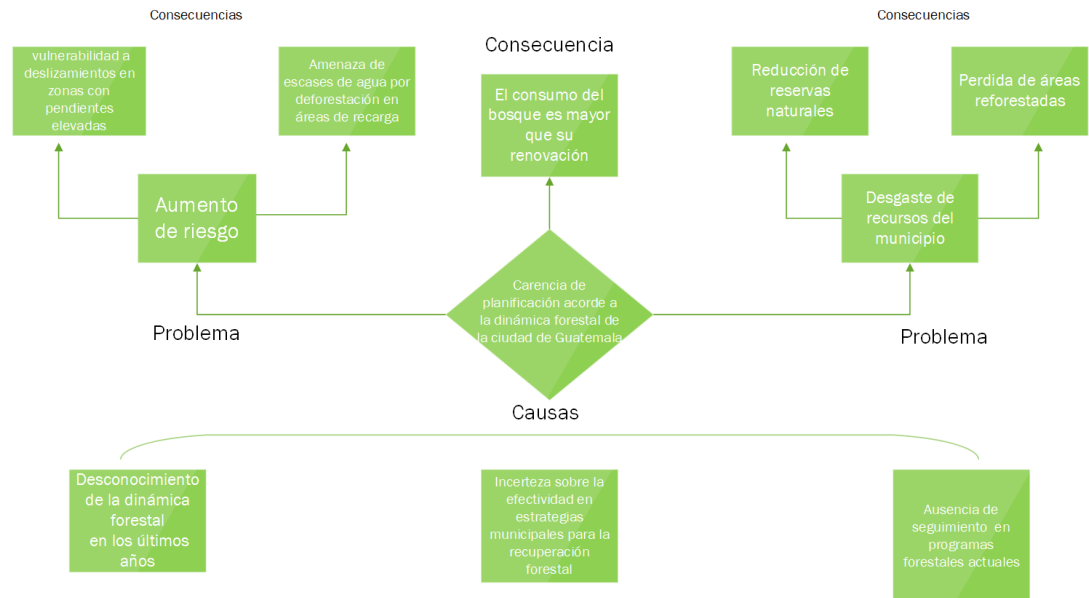 Consecuencias
Consecuencias
Consecuencia
vulnerabilidad a
deslizamientos en
zonas con
pendientes
elevadas
Amenaza de
escases de agua por
deforestación en
áreas de recarga
El consumo del
bosque es mayor
que su
renovación
Reducción de
reservas
naturales
Perdida de áreas
reforestadas
Aumento
de riesgo
Desgaste de
recursos del
municipio
Carencia de
planificación acorde a
la dinámica forestal de
la ciudad de Guatemala
Problema
Problema
Causas
Desconocimiento
de la dinámica
forestal
en los últimos
años
Incerteza sobre la
efectividad en
estrategias
municipales para la
recuperación
forestal
Ausencia de
seguimiento en
programas
forestales actuales